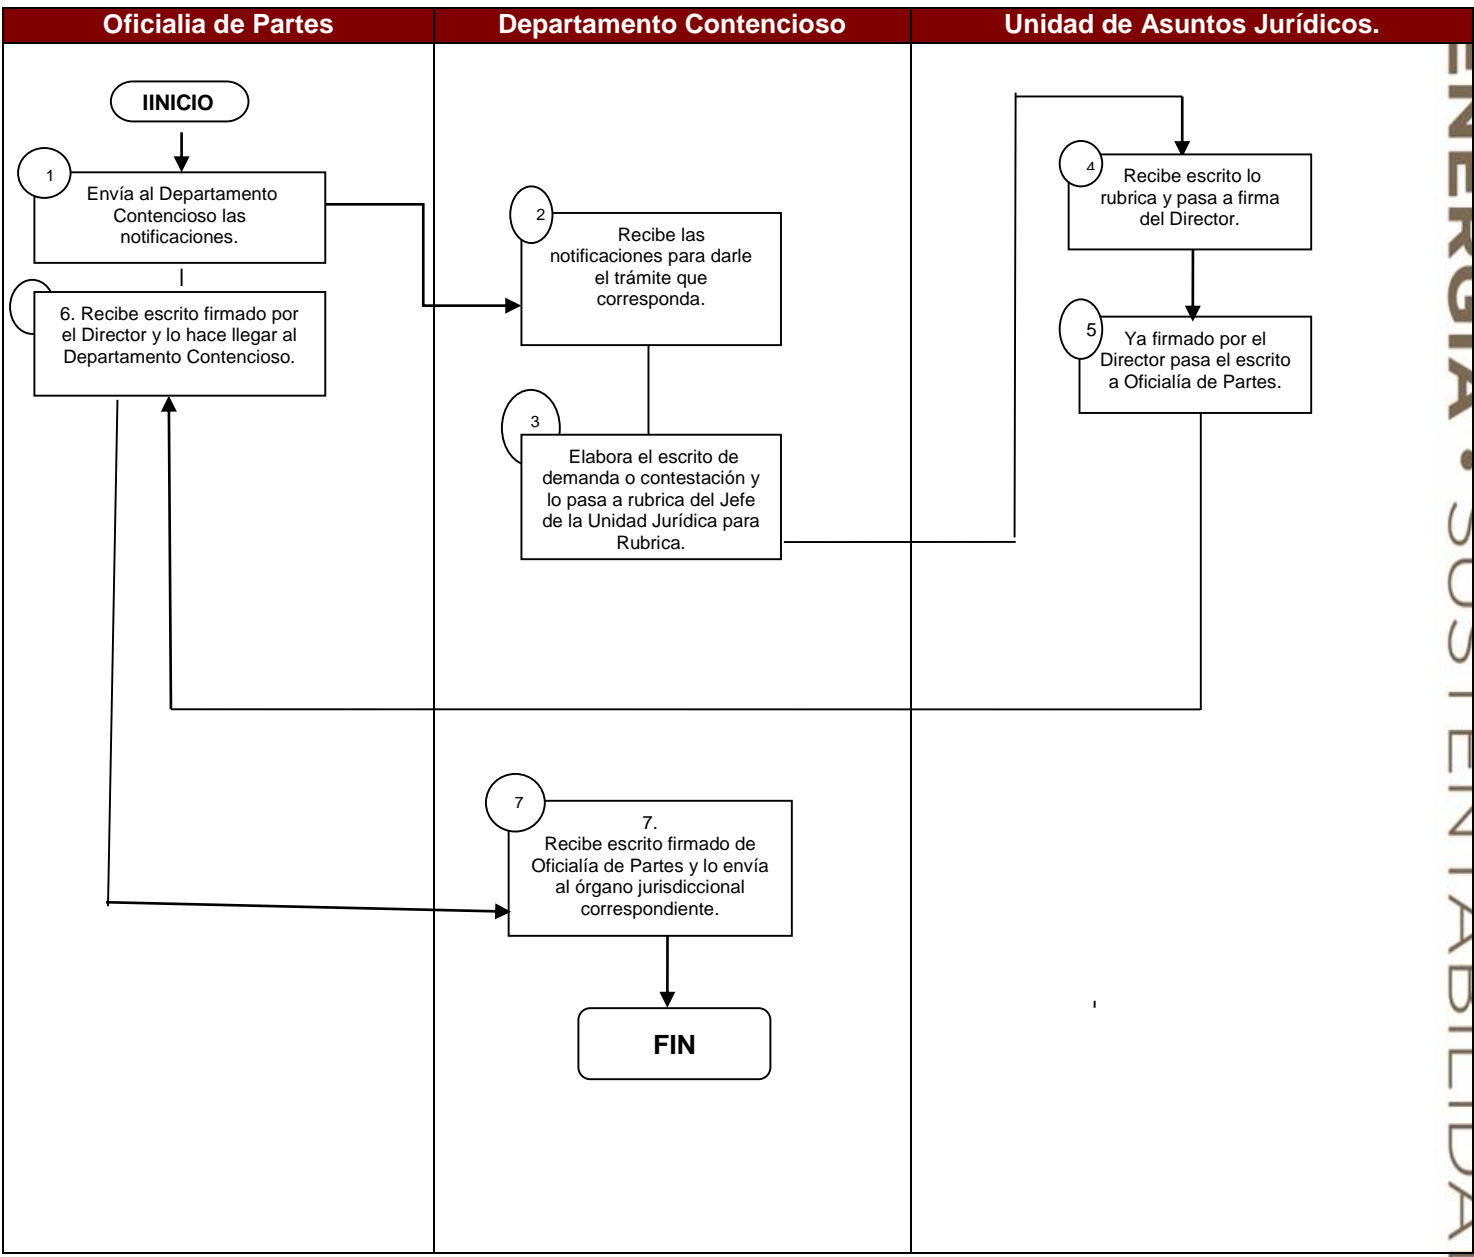 Oficialia de Partes
Departamento Contencioso
Unidad de Asuntos Jurídicos.
IINICIO
1
Envía al Departamento
Contencioso las
notificaciones.
6. Recibe escrito firmado por
el Director y lo hace llegar al
Departamento Contencioso.
2
Recibe las
notificaciones para darle
el trámite que
corresponda.
3
Elabora el escrito de
demanda o contestación y
lo pasa a rubrica del Jefe
de la Unidad Jurídica para
Rubrica.
4
Recibe escrito lo
rubrica y pasa a firma
del Director.
5
Ya firmado por el
Director pasa el escrito
a Oficialía de Partes.
7
7.
Recibe escrito firmado de
Oficialía de Partes y lo envía
al órgano jurisdiccional
correspondiente.
FIN
ENERGIA • SUSTENTABILIDA